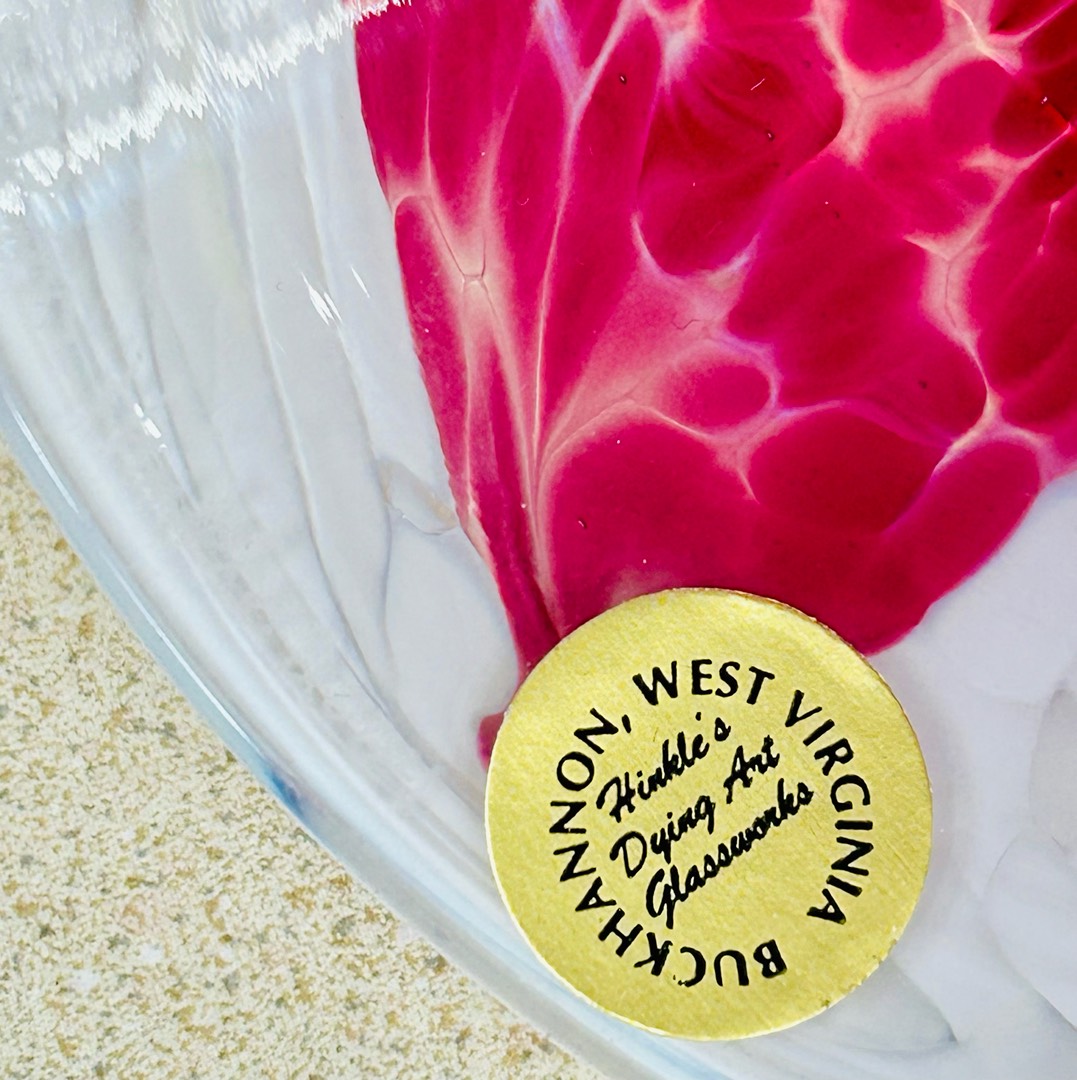 BUCKHANNON, WEST VIRGINIA
Hinkle's
Dying Art
Glassworks